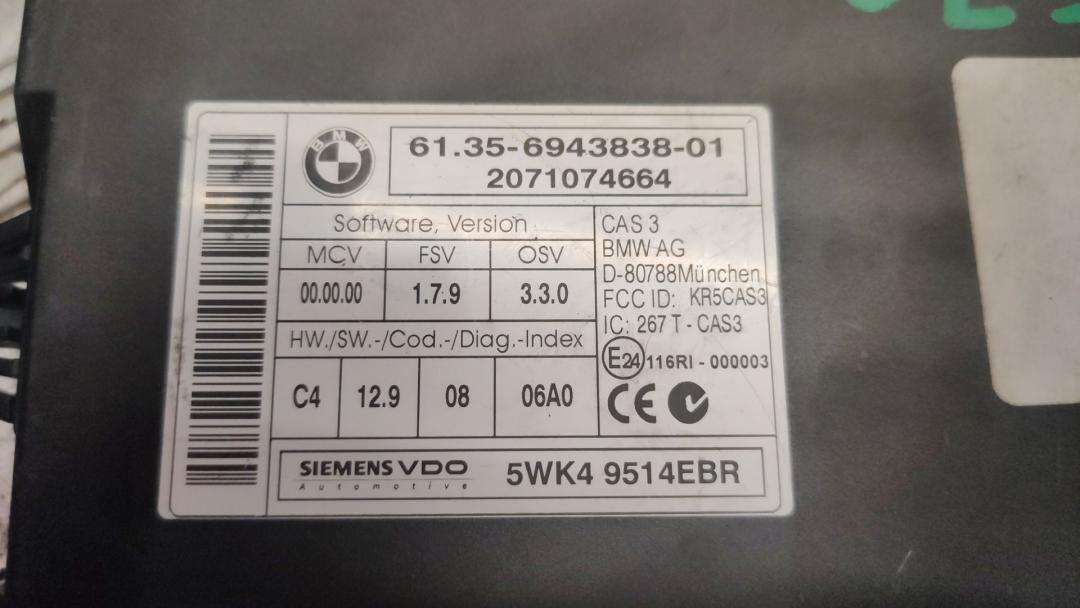 BMW
61.35-6943838-01
2071074664
Software, Version
MCV FSV OSV
00.00.00 1.7.9 3.3.0
HW./SW.-/Cod.-/Diag.-Index
C4 12.9 08 06A0
CAS 3
BMW AG
D-80788München
FCC ID: KR5CAS3
IC: 267 T - CAS3
E24 116RI - 000003
CE
SIEMENS VDO
Automotive
5WK4 9514EBR